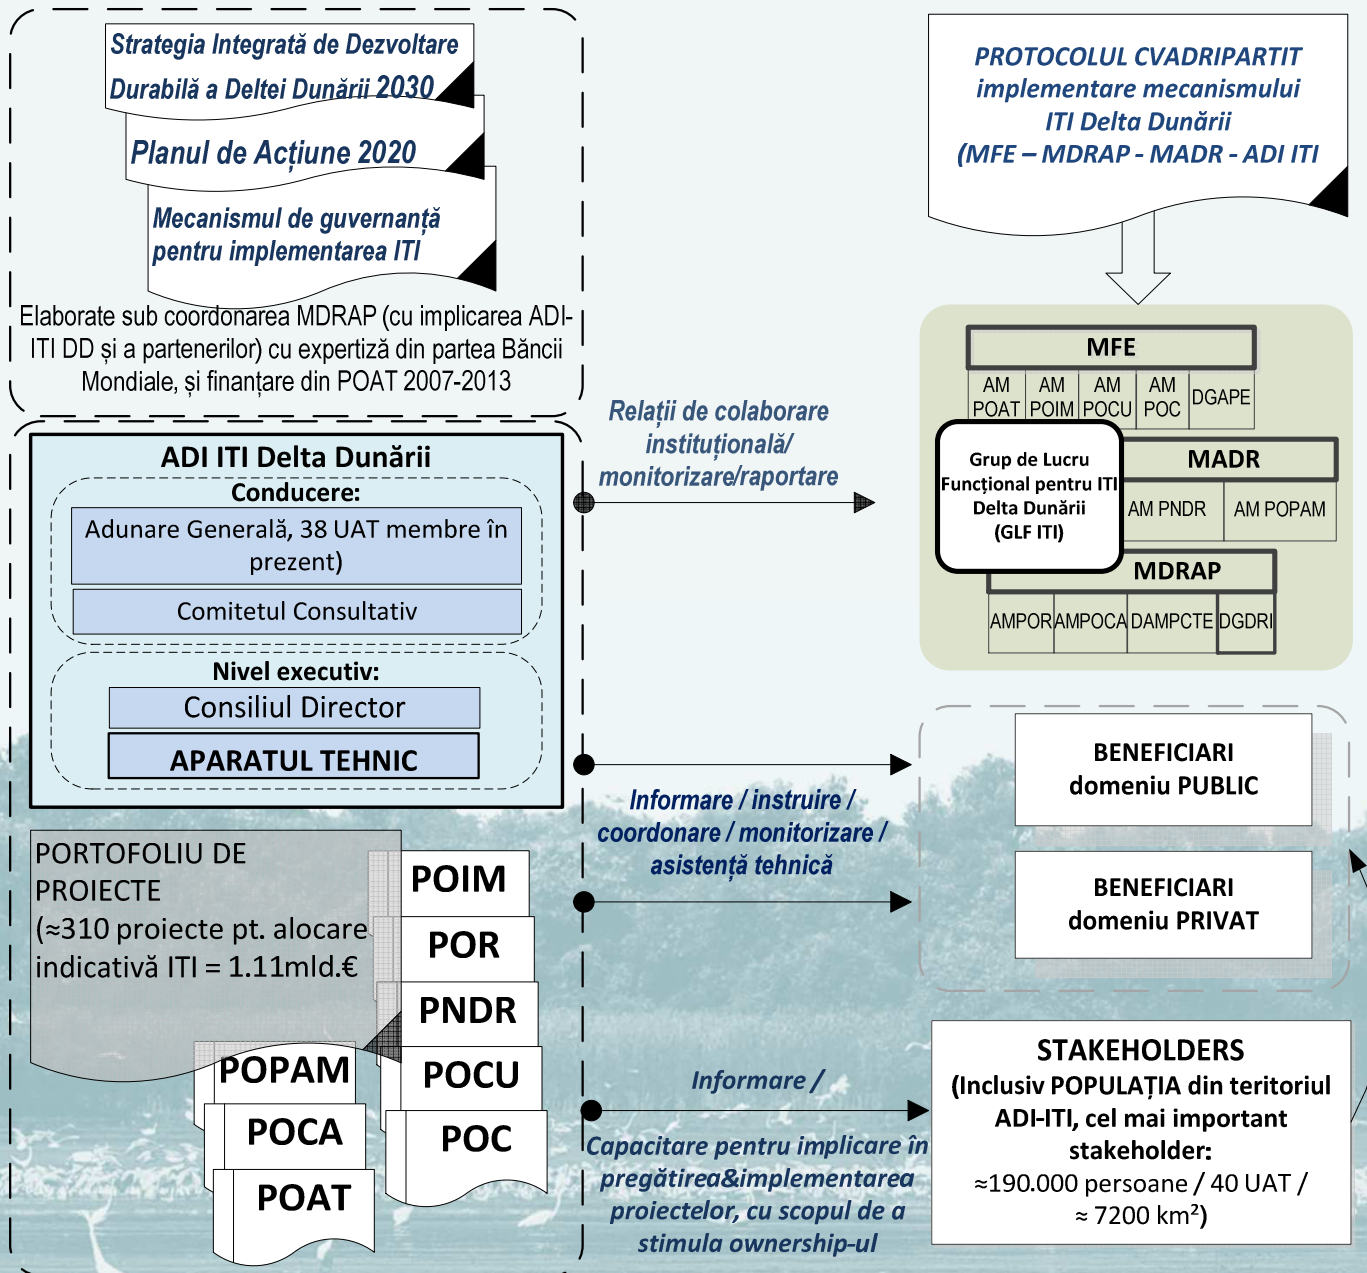 Strategia Integrată de Dezvoltare
Durabilă a Deltei Dunării 2030
Planul de Acțiune 2020
Mecanismul de guvernanță
pentru implementarea ITI
Elaborate sub coordonarea MDRAP (cu implicarea ADI-
ITI DD și a partenerilor) cu expertiză din partea Băncii
Mondiale, și finanțare din POAT 2007-2013
PROTOCOLUL CVADRIPARTIT
implementare mecanismului
ITI Delta Dunării
(MFE – MDRAP - MADR - ADI ITI
MFE
AM POAT
AM POIM
AM POCU
AM POC
DGAPE
Grup de Lucru
Funcțional pentru ITI
Delta Dunării
(GLF ITI)
MADR
AM PNDR
AM POPAM
MDRAP
AMPOR
AMPOCA
DAMPCTE
DGDRI
ADI ITI Delta Dunării
Conducere:
Adunare Generală, 38 UAT membre în
prezent)
Comitetul Consultativ
Nivel executiv:
Consiliul Director
APARATUL TEHNIC
Relații de colaborare
instituțională/
monitorizare/raportare
Informare / instruire /
coordonare / monitorizare /
asistență tehnică
BENEFICIARI
domeniu PUBLIC
BENEFICIARI
domeniu PRIVAT
PORTOFOLIU DE
PROIECTE
(≈310 proiecte pt. alocare
indicativă ITI = 1.11mld.€
POIM
POR
PNDR
POCU
POC
POPAM
POCA
POAT
Informare /
Capacitare pentru implicare în
pregătirea&implementarea
proiectelor, cu scopul de a
stimula ownership-ul
STAKEHOLDERS
(Inclusiv POPULAȚIA din teritoriul
ADI-ITI, cel mai important
stakeholder:
≈190.000 persoane / 40 UAT /
≈ 7200 km²)